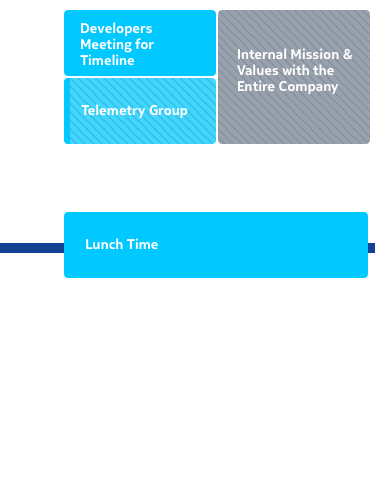 Developers
Meeting for
Timeline
Telemetry Group
Internal Mission &
Values with the
Entire Company
Lunch Time